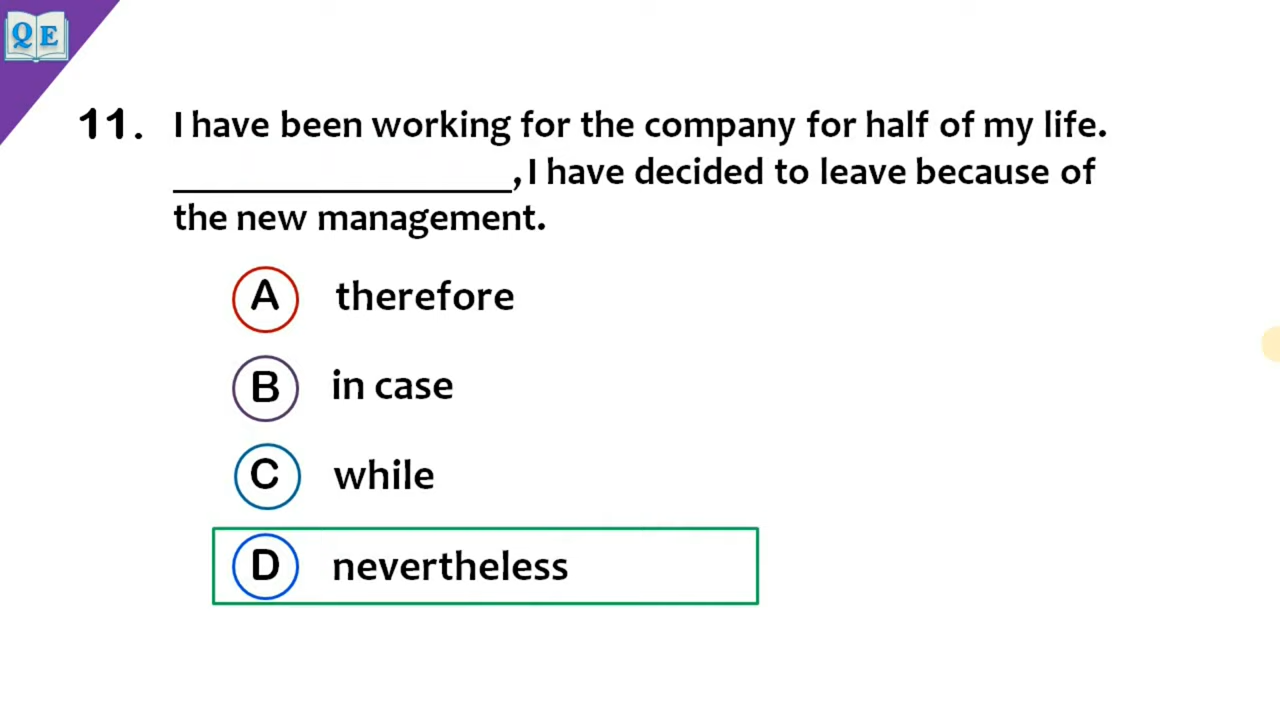 QE
11. I have been working for the company for half of my life.
________________, I have decided to leave because of
the new management.
A therefore
B in case
C while
D nevertheless